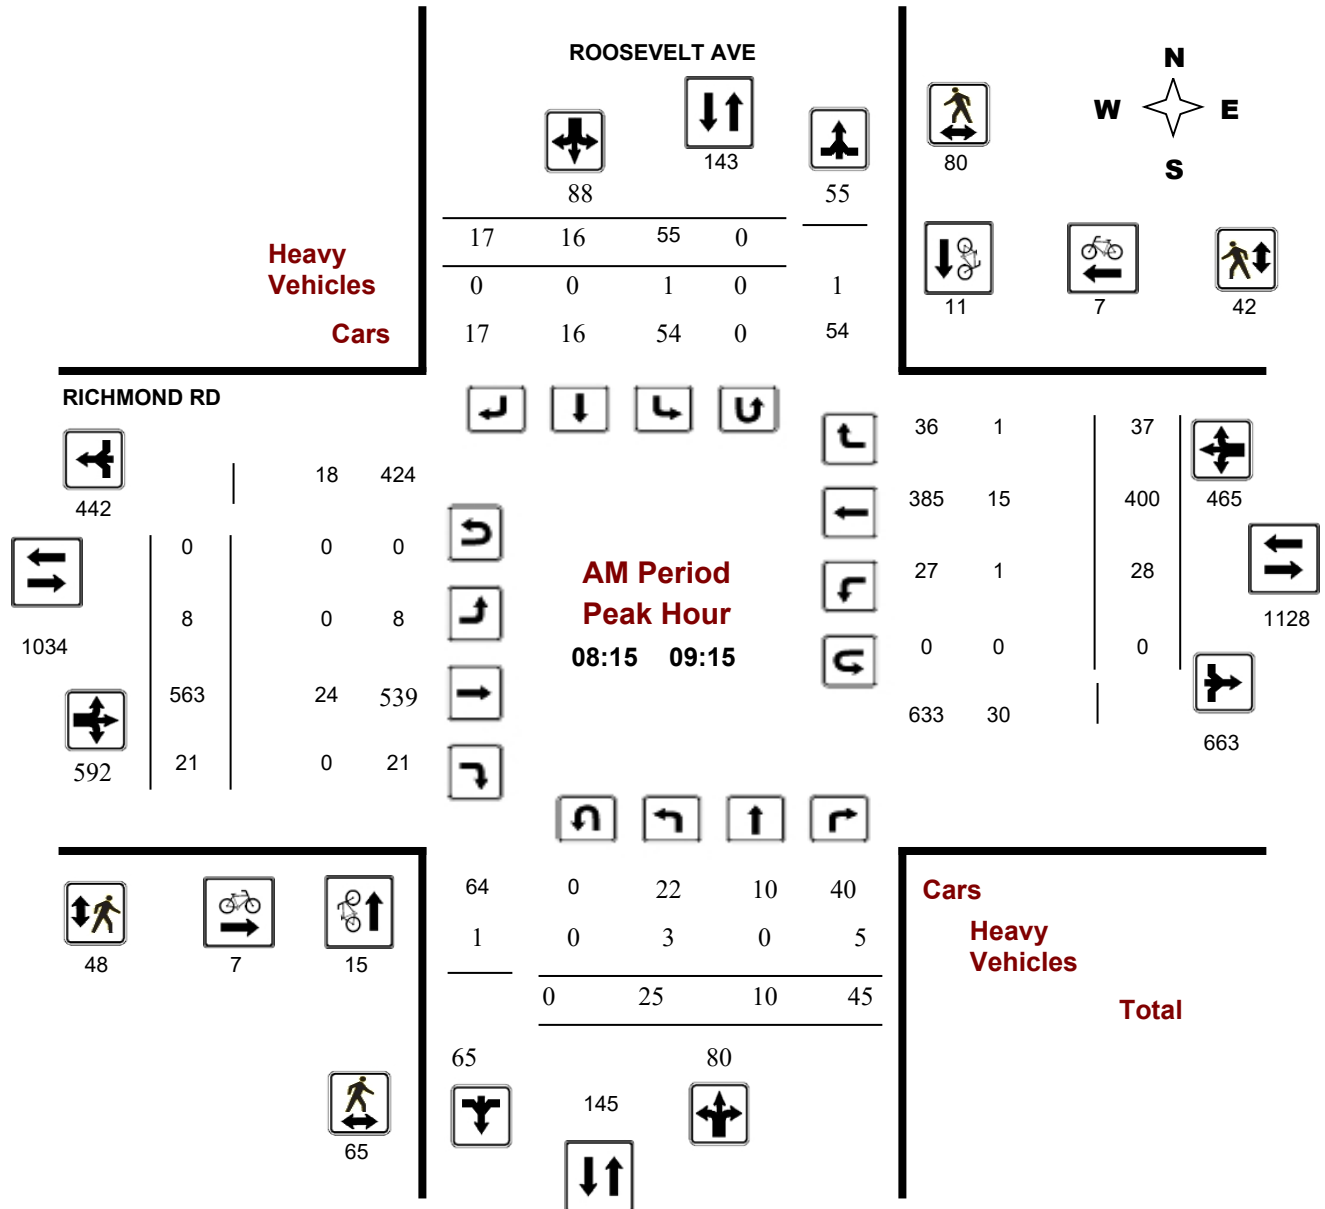 ROOSEVELT AVE
N
W E
S
143
80
88 55
17 16 55 0
Heavy
Vehicles
0 0 1 0 1
11 7 42
Cars
17 16 54 0 54
RICHMOND RD
36 1 37
18 424
442
385 15 400 465
0 0 0
AM Period
27 1 28
Peak Hour
8 0 8
1128
1034
08:15 09:15
0 0 0
563 24 539
633 30
663
592 21 0 21
64 0 22 10 40
Cars
1 0 3 0 5
Heavy
Vehicles
48 7 15
0 25 10 45
Total
65 80
145
65